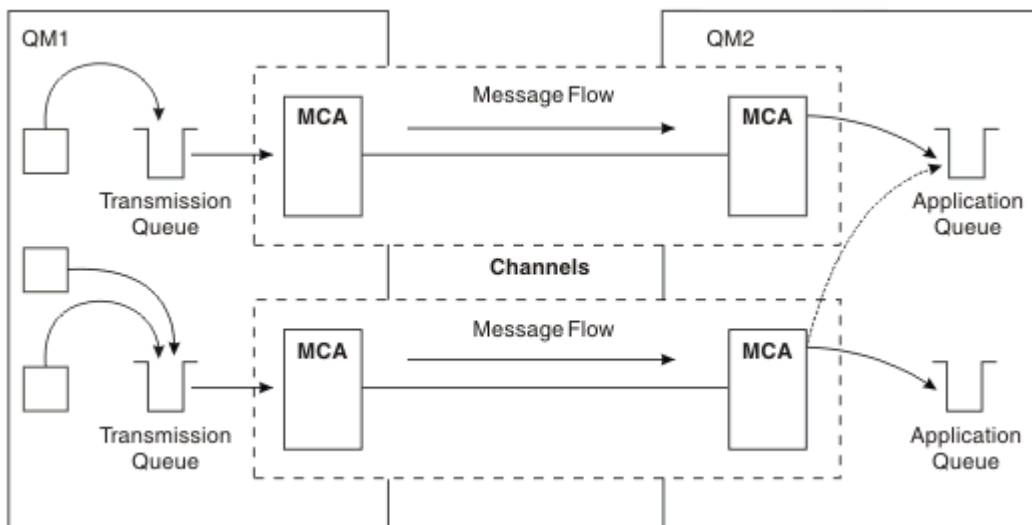 QM1
QM2
MCA
Message Flow
MCA
Transmission
Queue
Application
Queue
Channels
MCA
Message Flow
MCA
Transmission
Queue
Application
Queue